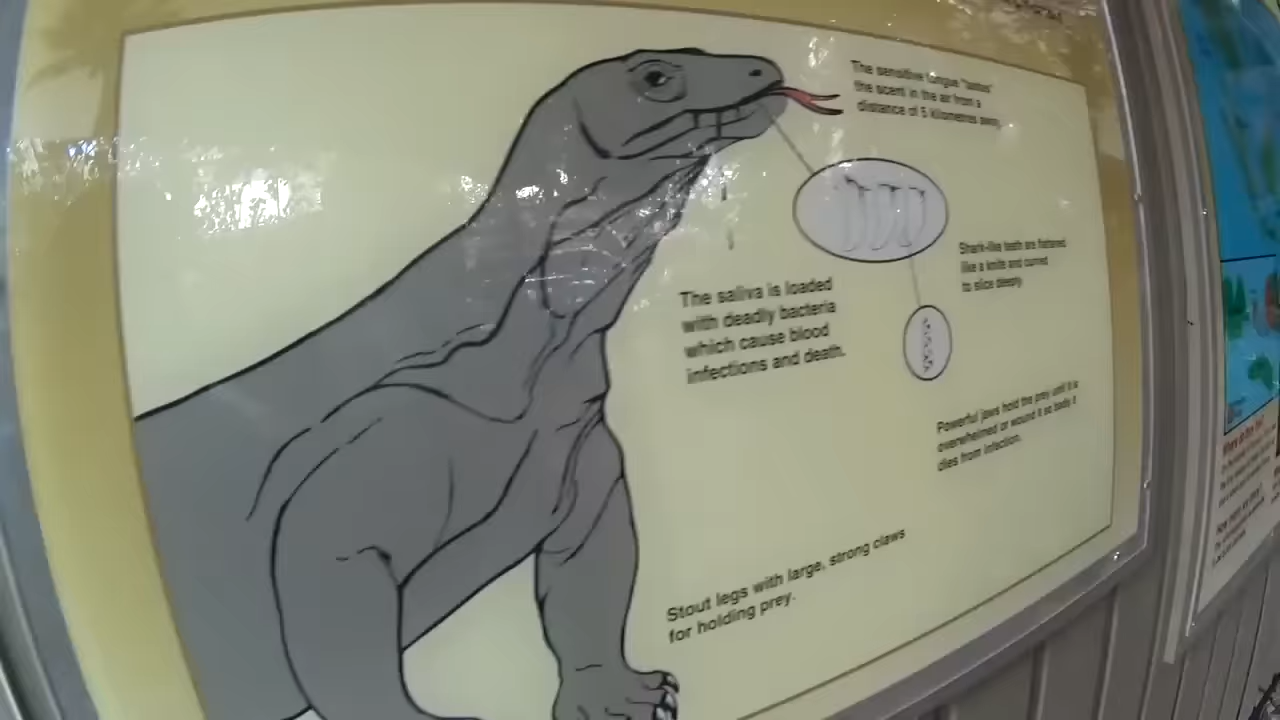 The sensitive tongue "tastes"
the scent in the air from a
distance of 5 kilometres away.
Shark-like teeth are flattened
like a knife and curved
to slice deeply
The saliva is loaded
with deadly bacteria
which cause blood
infections and death.
Powerful jaws hold the prey until it is
overwhelmed or wound it so badly it
dies from infection.
Stout legs with large, strong claws
for holding prey.